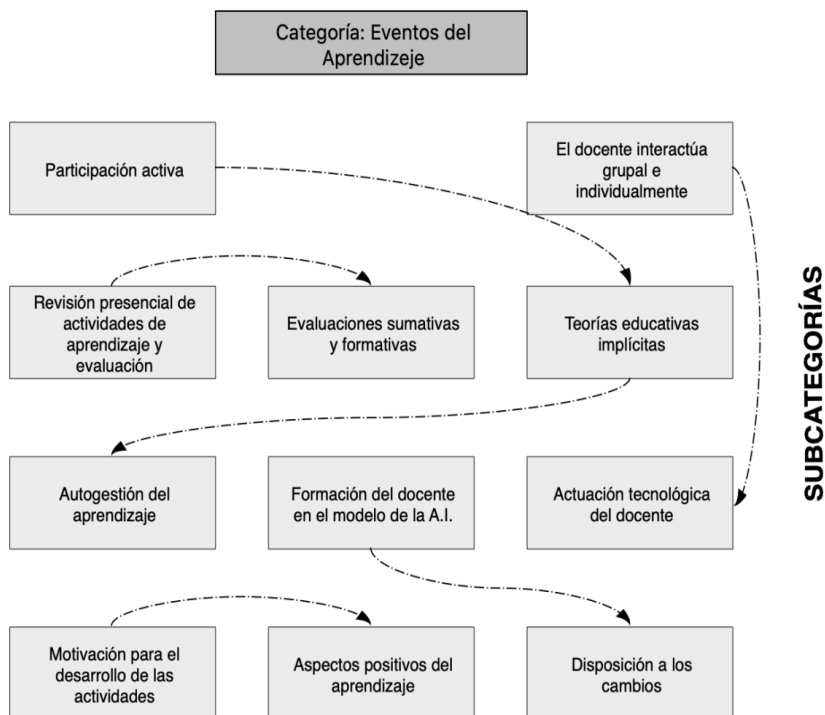 Categoría: Eventos del
Aprendizeje
Participación activa
El docente interactúa
grupal e
individualmente
Revisión presencial de
actividades de
aprendizaje y
evaluación
Evaluaciones sumativas
y formativas
Teorías educativas
implícitas
Autogestión del
aprendizaje
Formación del docente
en el modelo de la A.I.
Actuación tecnológica
del docente
Motivación para el
desarrollo de las
actividades
Aspectos positivos del
aprendizaje
Disposición a los
cambios
SUBCATEGORÍAS